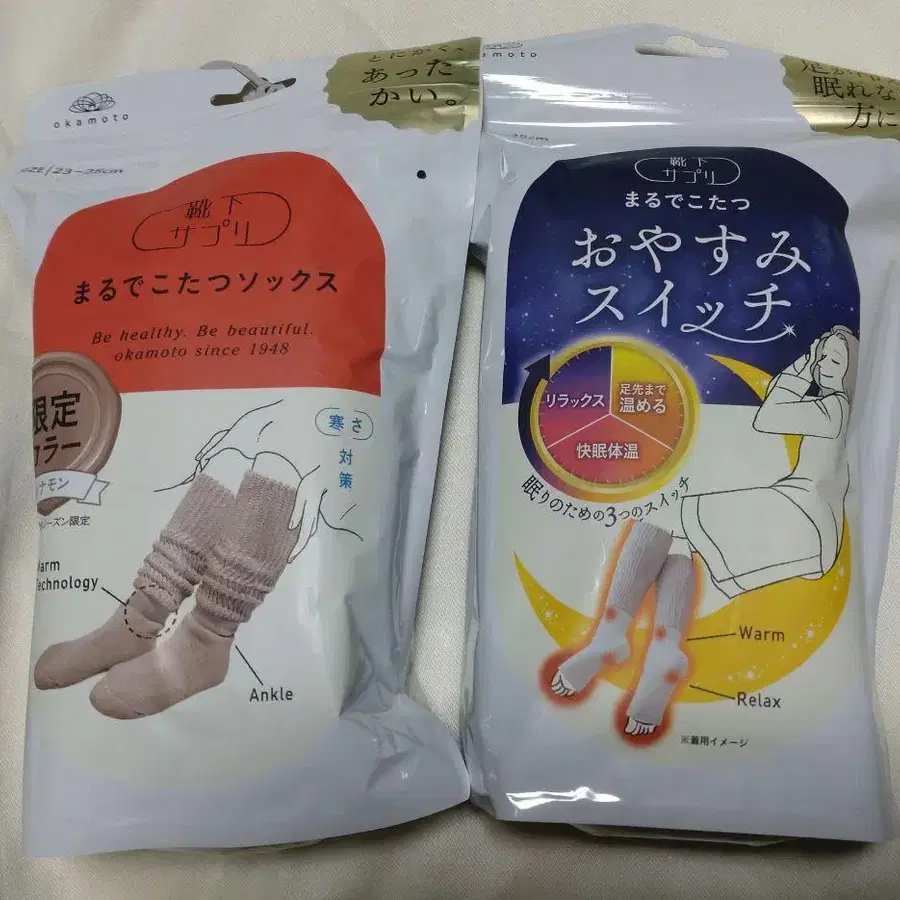 okamoto
とにかく、
あった
かい。
SIZE/23~25cm
靴下
サプリ
まるでこたつソックス
Be healthy. Be beautiful.
okamoto since 1948
限定
カラー
ナモン
ーズン限定
寒さ
対策
Warm
Technology
Ankle
okamoto
眠れな
方に
25cm
靴下
サプリ
まるでこたつ
おやすみ
スイッチ
リラックス
足先まで
温める
快眠体温
眠りのための3つのスイッチ
Warm
Relax
※着用イメージ